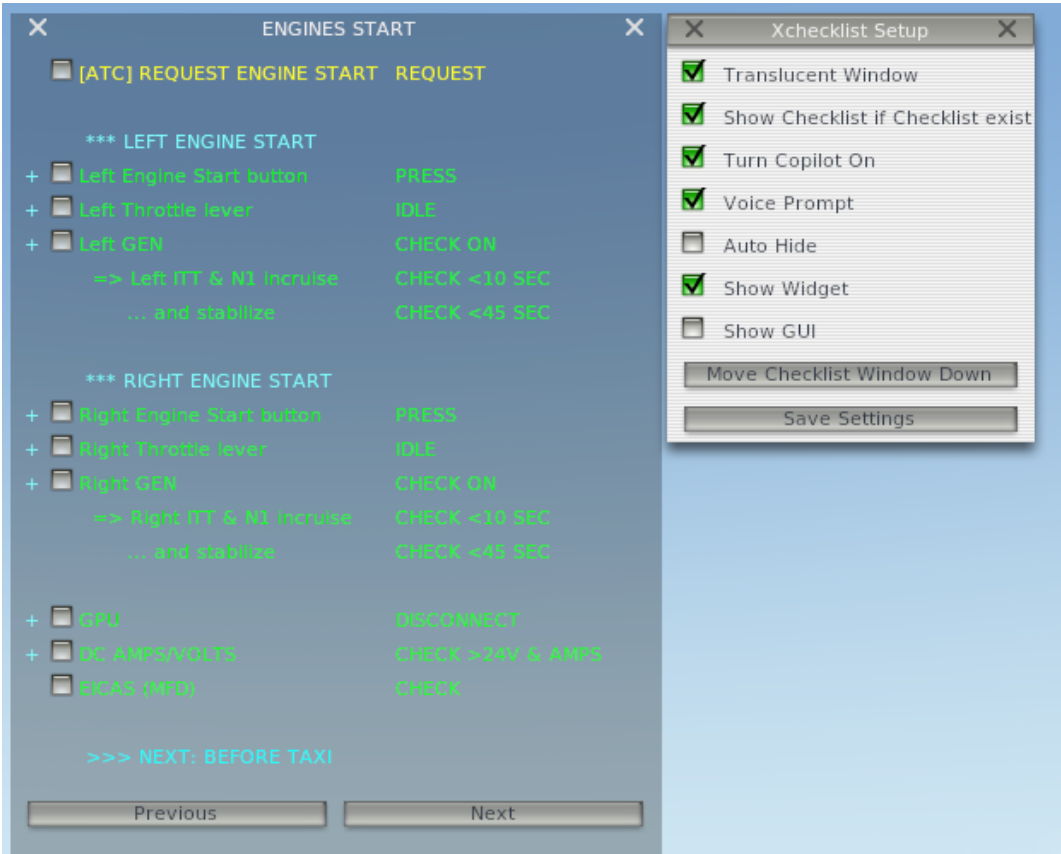 ENGINES START
[ATC] REQUEST ENGINE START REQUEST
*** LEFT ENGINE START
+ Left Engine Start button PRESS
+ Left Throttle lever IDLE
+ Left GEN CHECK ON
=> Left ITT & N1 incruise CHECK <10 SEC
... and stabilize CHECK <45 SEC
*** RIGHT ENGINE START
+ Right Engine Start button PRESS
+ Right Throttle lever IDLE
+ Right GEN CHECK ON
=> Right ITT & N1 incruise CHECK <10 SEC
... and stabilize CHECK <45 SEC
+ GPU DISCONNECT
+ DC AMPS/VOLTS CHECK >24V & AMPS
EICAS (MFD) CHECK
>>> NEXT: BEFORE TAXI
Previous Next
Xchecklist Setup
Translucent Window
Show Checklist if Checklist exist
Turn Copilot On
Voice Prompt
Auto Hide
Show Widget
Show GUI
Move Checklist Window Down
Save Settings